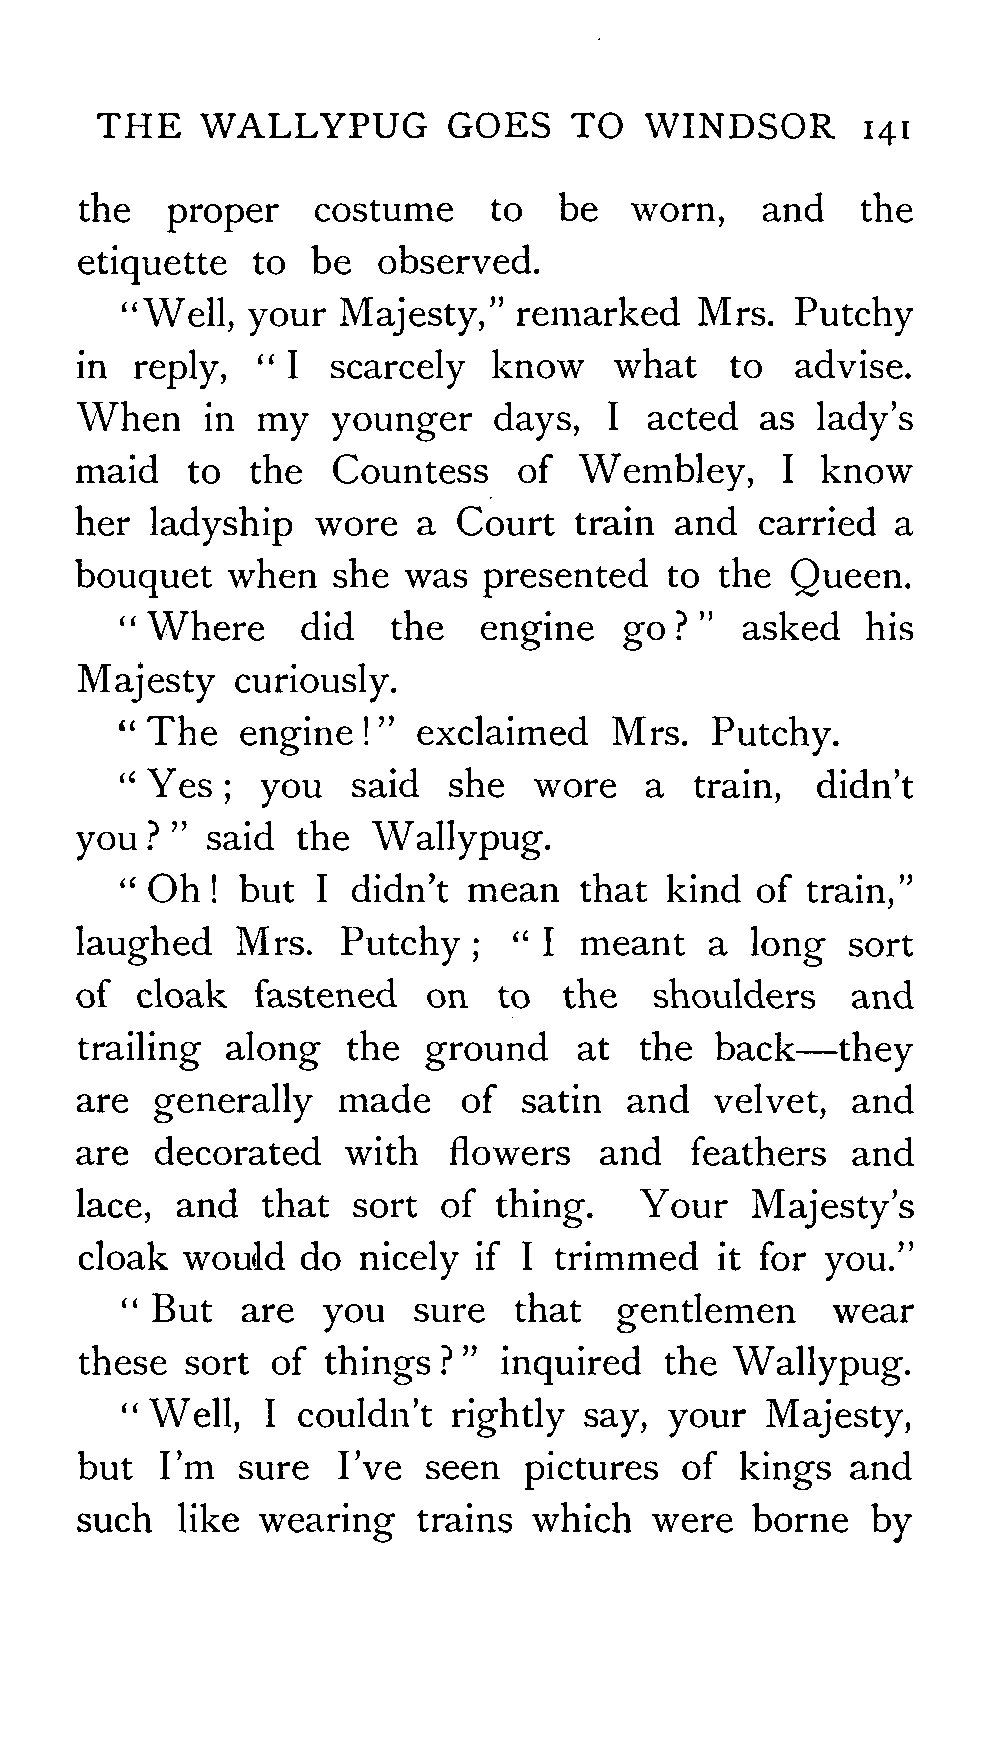 THE WALLYPUG GOES TO WINDSOR 141
the proper costume to be worn, and the
etiquette to be observed.
"Well, your Majesty," remarked Mrs. Putchy
in reply, "I scarcely know what to advise.
When in my younger days, I acted as lady's
maid to the Countess of Wembley, I know
her ladyship wore a Court train and carried a
bouquet when she was presented to the Queen.
"Where did the engine go?" asked his
Majesty curiously.
"The engine!" exclaimed Mrs. Putchy.
"Yes; you said she wore a train, didn't
you?" said the Wallypug.
"Oh! but I didn't mean that kind of train,"
laughed Mrs. Putchy; "I meant a long sort
of cloak fastened on to the shoulders and
trailing along the ground at the back—they
are generally made of satin and velvet, and
are decorated with flowers and feathers and
lace, and that sort of thing. Your Majesty's
cloak would do nicely if I trimmed it for you."
"But are you sure that gentlemen wear
these sort of things?" inquired the Wallypug.
"Well, I couldn't rightly say, your Majesty,
but I'm sure I've seen pictures of kings and
such like wearing trains which were borne by